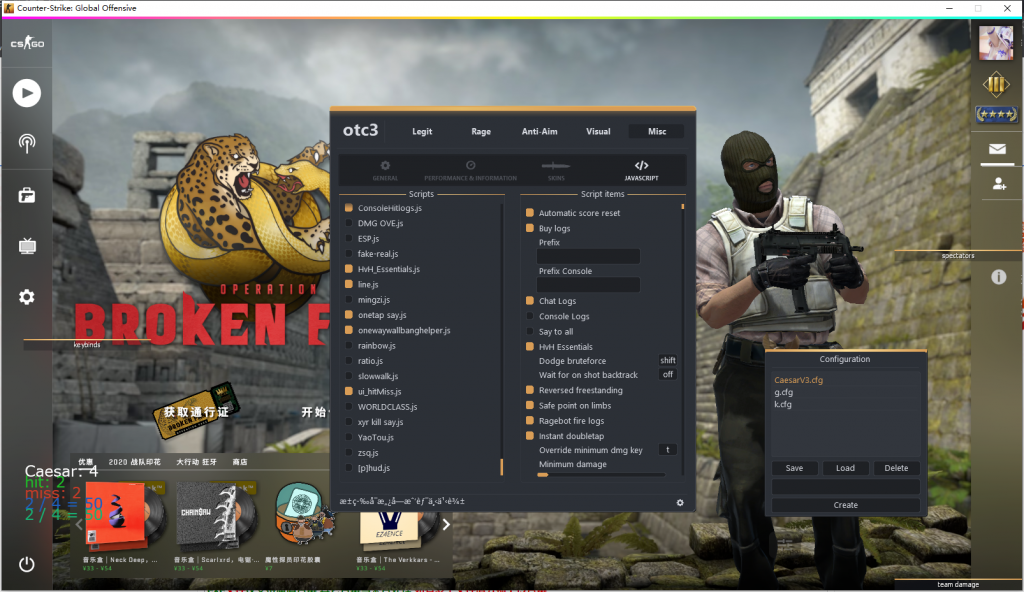 Counter-Strike: Global Offensive
CS GO
OPERATION
BROKEN F
keybinds
获取通行证
开始
优惠
2020 战队印花
大行动 狂牙
商店
Caesar: 4
hit: 2
miss: 2
2 / 4 = 50
2 / 4 = 50
CHAIN$AW
EZ4ENCE
音乐盒 | Neck Deep, ...
¥33 - ¥54
音乐盒 | Scarlxrd，电锯-...
¥33 - ¥54
属性探员印花胶囊
¥7
音乐盒 | The Verkkars - ...
¥33 - ¥54
otc3
Legit
Rage
Anti-Aim
Visual
Misc
GENERAL
PERFORMANCE & INFORMATION
SKINS
JAVASCRIPT
Scripts
ConsoleHitlogs.js
DMG OVE.js
ESP.js
fake-real.js
HvH_Essentials.js
line.js
mingzi.js
onetap say.js
onewaywallbanghelper.js
rainbow.js
ratio.js
slowwalk.js
ui_hitMiss.js
WORLDCLASS.js
xyr kill say.js
YaoTou.js
zsq.js
[p]hud.js
Script items
Automatic score reset
Buy logs
Prefix
Prefix Console
Chat Logs
Console Logs
Say to all
HvH Essentials
Dodge bruteforce
shift
Wait for on shot backtrack
off
Reversed freestanding
Safe point on limbs
Ragebot fire logs
Instant doubletap
Override minimum dmg key
t
Minimum damage
spectators
Configuration
CaesarV3.cfg
g.cfg
k.cfg
Save
Load
Delete
Create
team damage